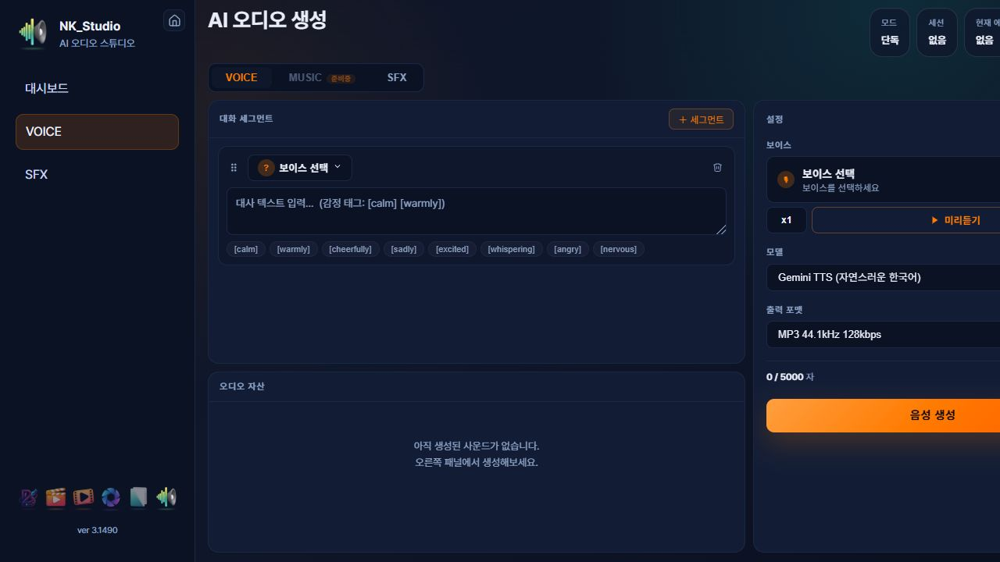 NK_Studio
AI 오디오 스튜디오
대시보드
VOICE
SFX
ver 3.1490
AI 오디오 생성
모드
단독
세션
없음
현재 에
없음
VOICE
MUSIC 준비중
SFX
대화 세그먼트
+ 세그먼트
? 보이스 선택
대사 텍스트 입력... (감정 태그: [calm] [warmly])
[calm] [warmly] [cheerfully] [sadly] [excited] [whispering] [angry] [nervous]
오디오 자산
아직 생성된 사운드가 없습니다.
오른쪽 패널에서 생성해보세요.
설정
보이스
보이스 선택
보이스를 선택하세요
x1
미리듣기
모델
Gemini TTS (자연스러운 한국어)
출력 포맷
MP3 44.1kHz 128kbps
0 / 5000 자
음성 생성